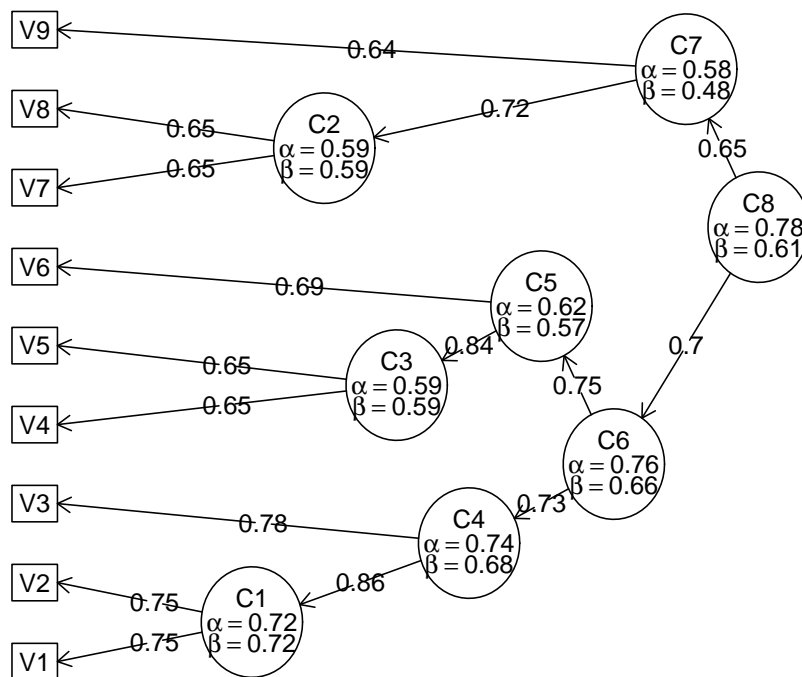 V9
0.64
C7
α = 0.58
β = 0.48
V8
0.65
C2
α = 0.59
β = 0.59
0.72
V7
0.65
0.65
C8
α = 0.78
β = 0.61
V6
0.69
C5
α = 0.62
β = 0.57
V5
0.65
C3
α = 0.59
β = 0.59
0.84
0.7
V4
0.65
0.75
C6
α = 0.76
β = 0.66
V3
0.78
C4
α = 0.74
β = 0.68
0.73
V2
0.75
C1
α = 0.72
β = 0.72
0.86
V1
0.75